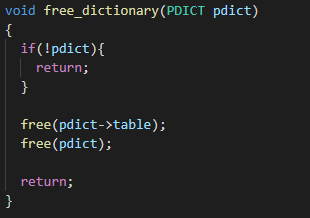 void free_dictionary(PDICT pdict)
{
  if(!pdict){
    return;
  }

  free(pdict->table);
  free(pdict);

  return;
}